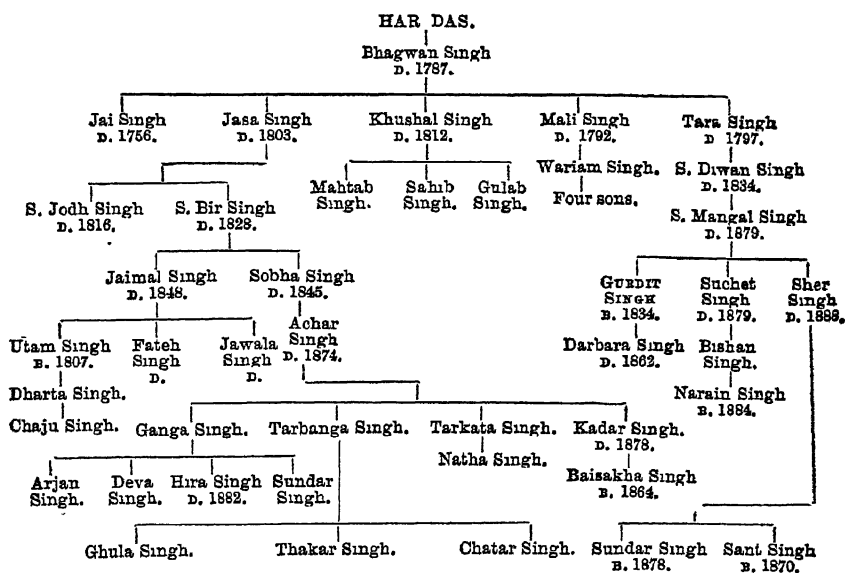 HAR DAS.
Bhagwan Singh
D. 1787.
Jai Singh
D. 1756.
Jasa Singh
D. 1803.
Khushal Singh
D. 1812.
Mali Singh
D. 1792.
Tara Singh
D 1797.
Wariam Singh.
Four sons.
S. Diwan Singh
D. 1834.
S. Mangal Singh
D. 1879.
Mahtab
Singh.
Sahib
Singh.
Gulab
Singh.
S. Jodh Singh
D. 1816.
S. Bir Singh
D. 1828.
Jaimal Singh
D. 1848.
Sobha Singh
D. 1845.
GURDIT
SINGH
B. 1834.
Suchet
Singh
D. 1879.
Sher
Singh
D. 1888.
Utam Singh
B. 1807.
Fateh
Singh
D.
Jawala
Singh
D.
Achar
Singh
D. 1874.
Darbara Singh
D. 1862.
Bishan
Singh.
Narain Singh
B. 1884.
Dharta Singh.
Chaju Singh.
Ganga Singh.
Tarbanga Singh.
Tarkata Singh.
Kadar Singh.
D. 1878.
Natha Singh.
Baisakha Singh
B. 1864.
Arjan
Singh.
Deva
Singh.
Hira Singh
D. 1882.
Sundar
Singh.
Ghula Singh.
Thakar Singh.
Chatar Singh.
Sundar Singh
B. 1878.
Sant Singh
B. 1870.